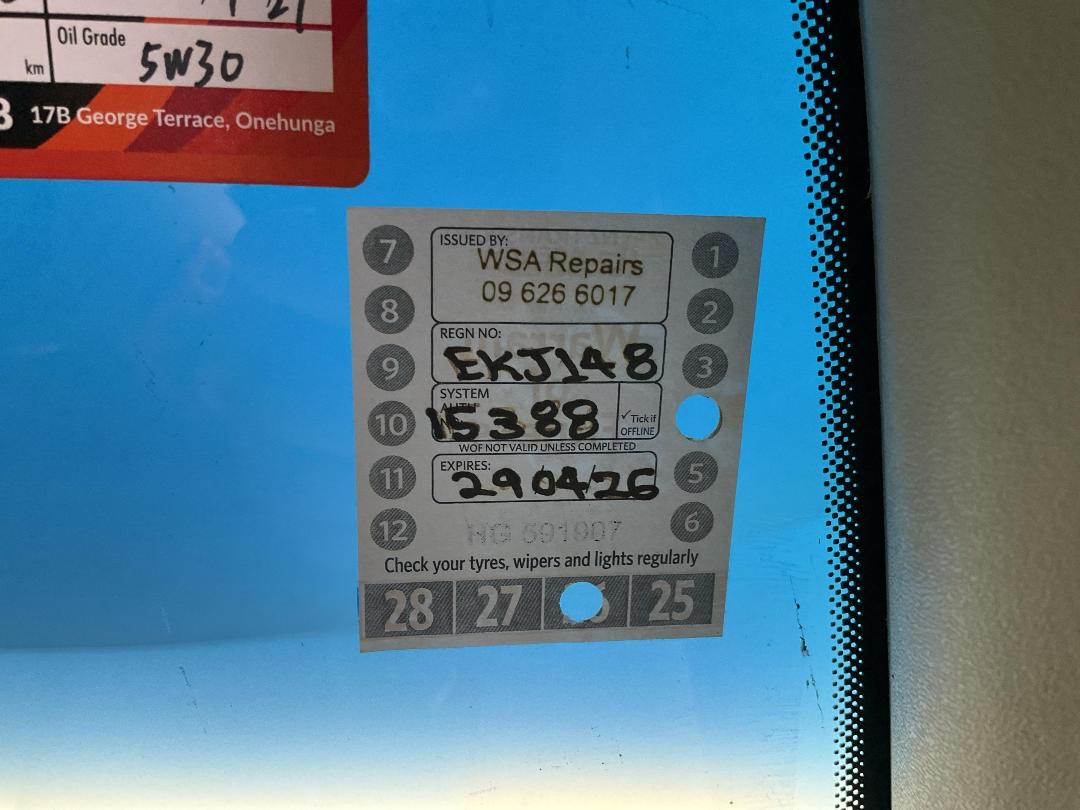 Oil Grade
km
5W30
17B George Terrace, Onehunga
7
ISSUED BY:
1
WSA Repairs
09 626 6017
8
2
REGN NO:
9
EKJ148
3
SYSTEM
10
15388
✓ Tick if
OFFLINE
WOF NOT VALID UNLESS COMPLETED
11
EXPIRES:
5
290426
12
HG 591907
6
Check your tyres, wipers and lights regularly
28 27 25